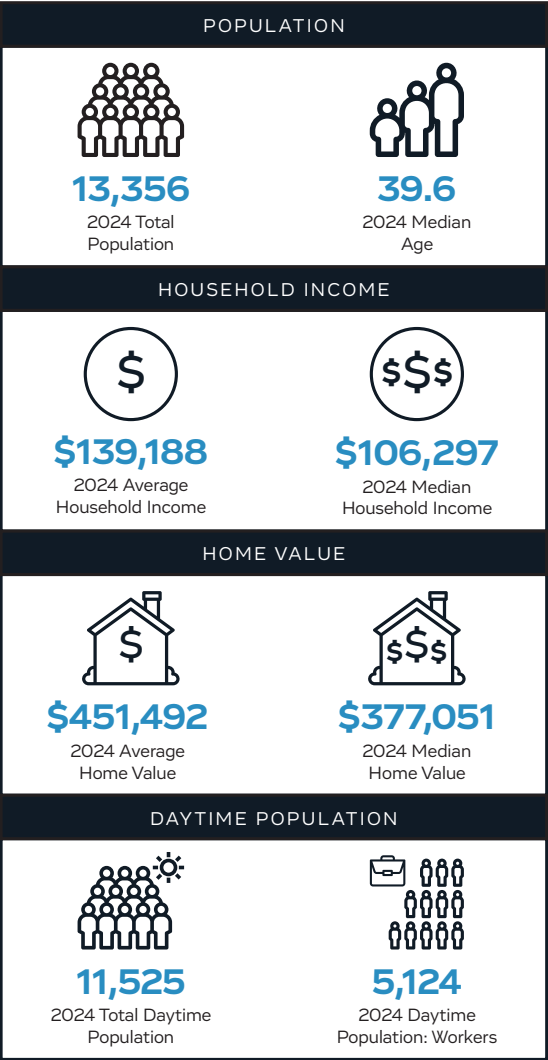 POPULATION
13,356
2024 Total
Population
39.6
2024 Median
Age
HOUSEHOLD INCOME
$
$139,188
2024 Average
Household Income
$$$
$106,297
2024 Median
Household Income
HOME VALUE
$
$451,492
2024 Average
Home Value
$$$
$377,051
2024 Median
Home Value
DAYTIME POPULATION
11,525
2024 Total Daytime
Population
5,124
2024 Daytime
Population: Workers